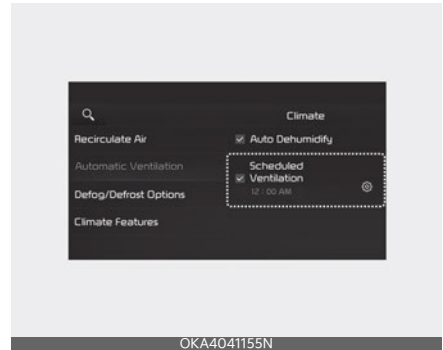 Climate
Recirculate Air
Auto Dehumidify
Automatic Ventilation
Scheduled
Ventilation
12 : 00 AM
Defog/Defrost Options
Climate Features
OKA4041155N